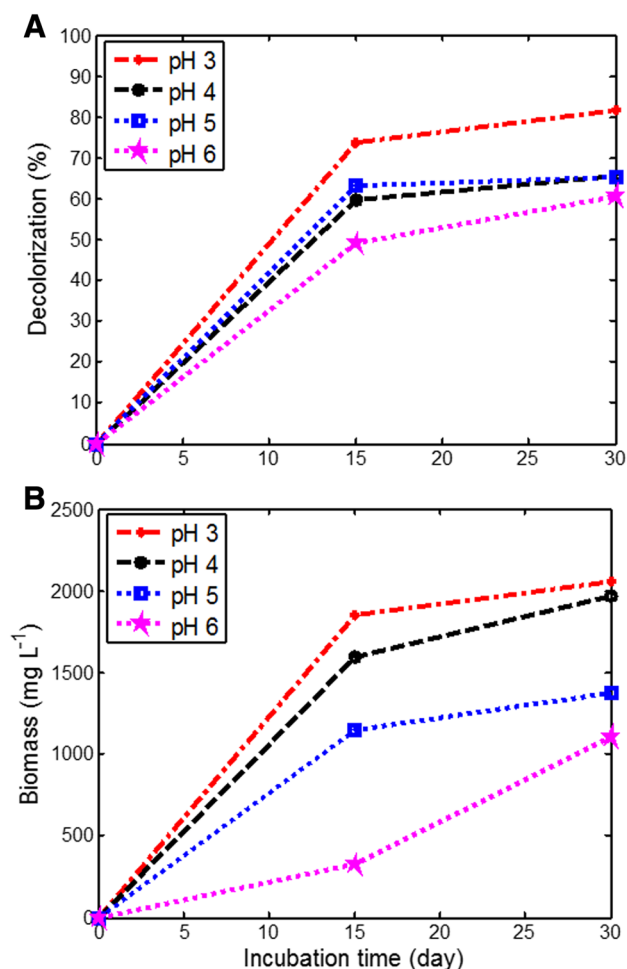 A
100
90
80
70
60
50
40
30
20
10
0
Decolorization (%)
pH 3
pH 4
pH 5
pH 6
0 5 10 15 20 25 30
B
2500
2000
1500
1000
500
0
Biomass (mg L⁻¹)
pH 3
pH 4
pH 5
pH 6
0 5 10 15 20 25 30
Incubation time (day)